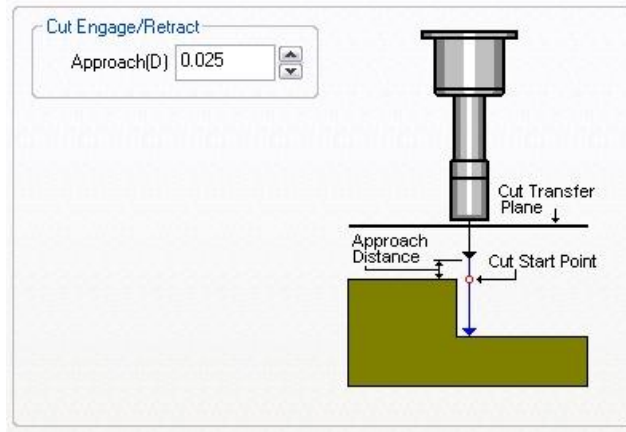 Cut Engage/Retract
Approach(D) 0.025
Cut Transfer
Plane
Approach
Distance
Cut Start Point